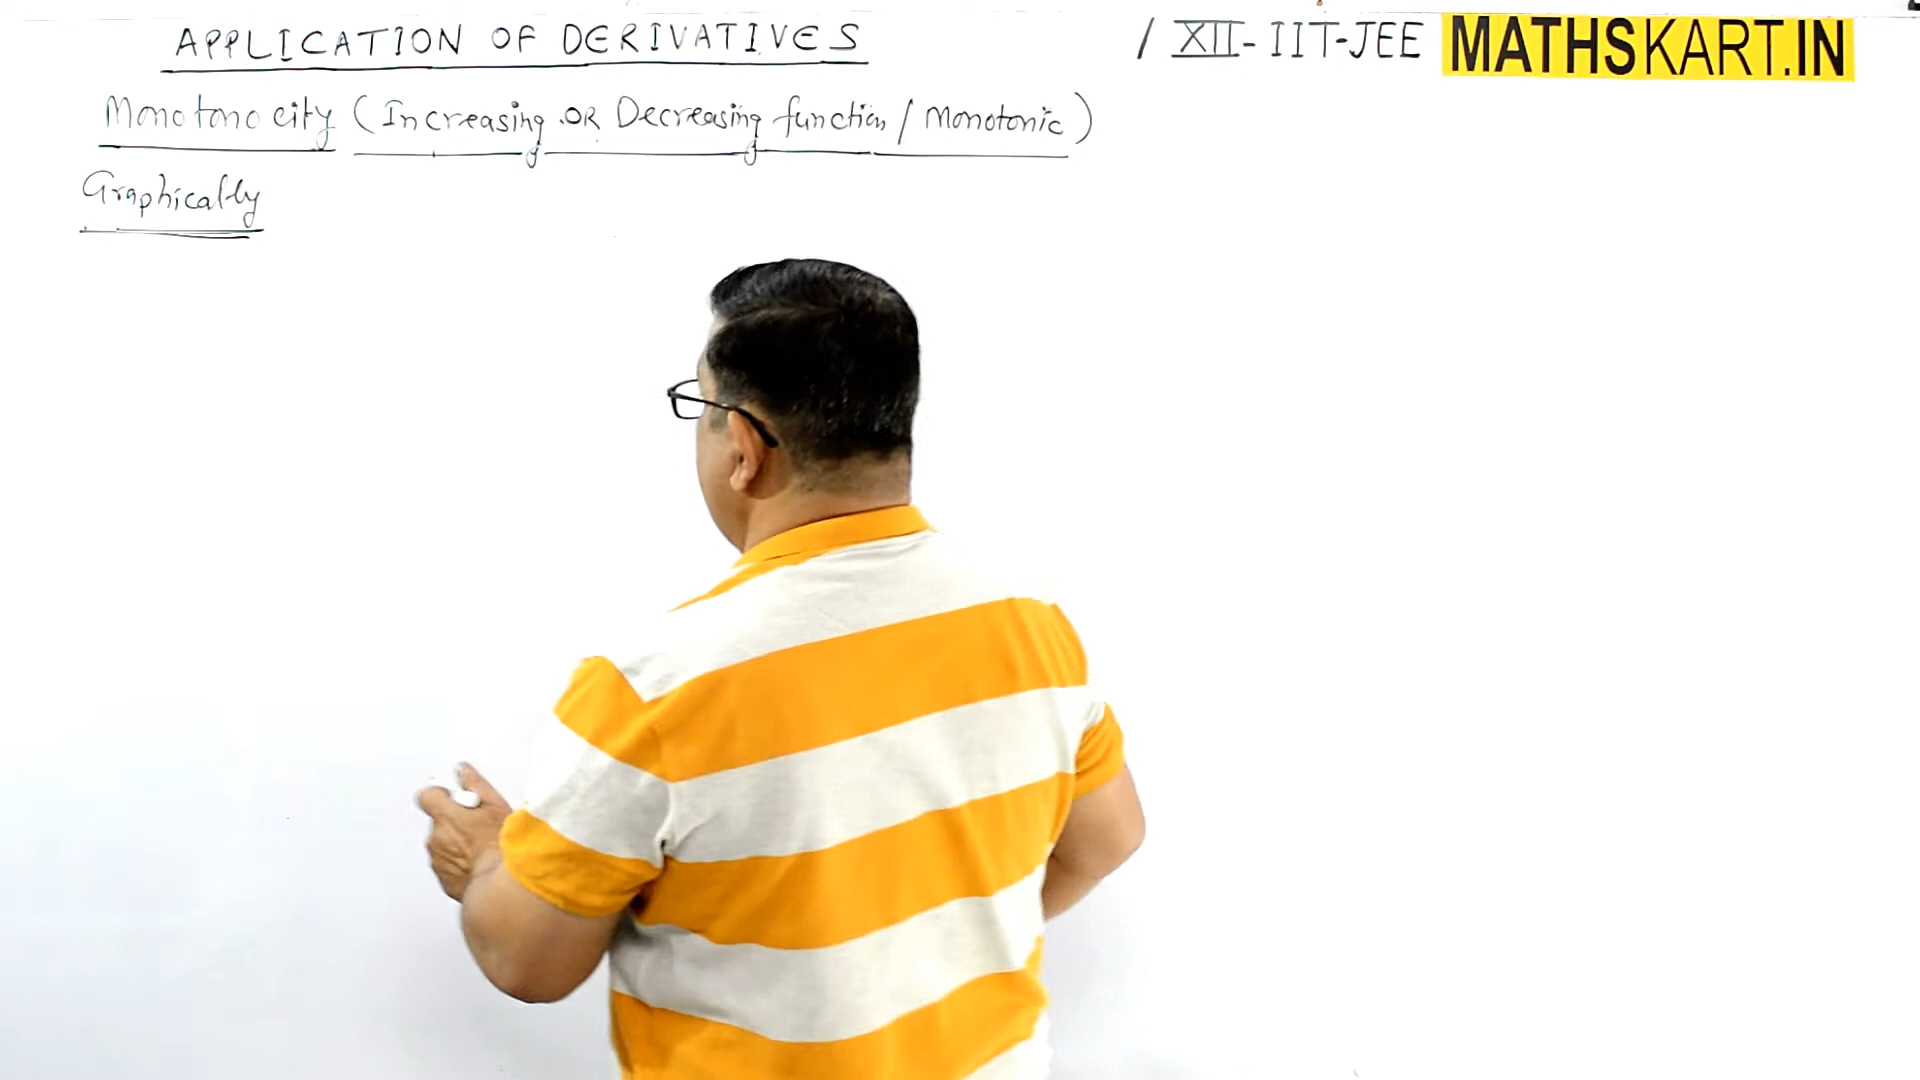 APPLICATION OF DERIVATIVES / XII-IIT-JEE MATHSKART.IN
Monotonocity (Increasing OR Decreasing function / Monotonic)
Graphically